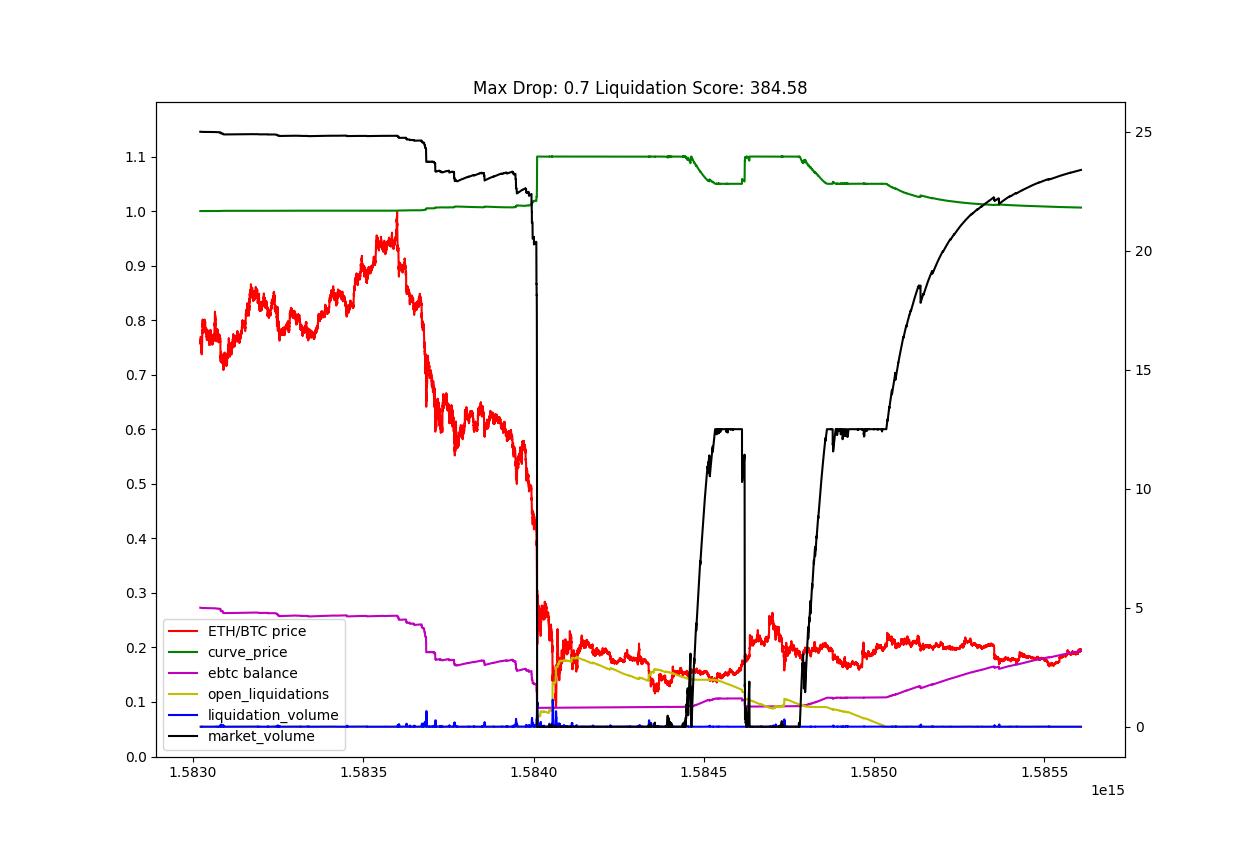 Max Drop: 0.7 Liquidation Score: 384.58
1.1
1.0
0.9
0.8
0.7
0.6
0.5
0.4
0.3
0.2
0.1
0.0
25
20
15
10
5
0
ETH/BTC price
curve_price
ebtc balance
open_liquidations
liquidation_volume
market_volume
1.5830 1.5835 1.5840 1.5845 1.5850 1.5855
1e15